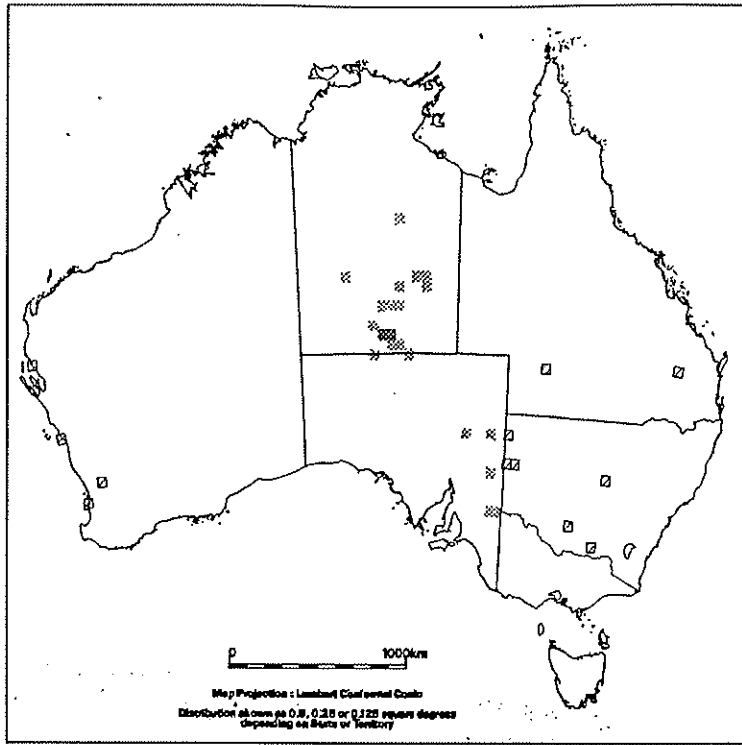 0 1000km
Map Projection : Lambert Conformal Conic
Distribution shown as 0.5, 0.25 or 0.125 square degrees
depending on State or Territory